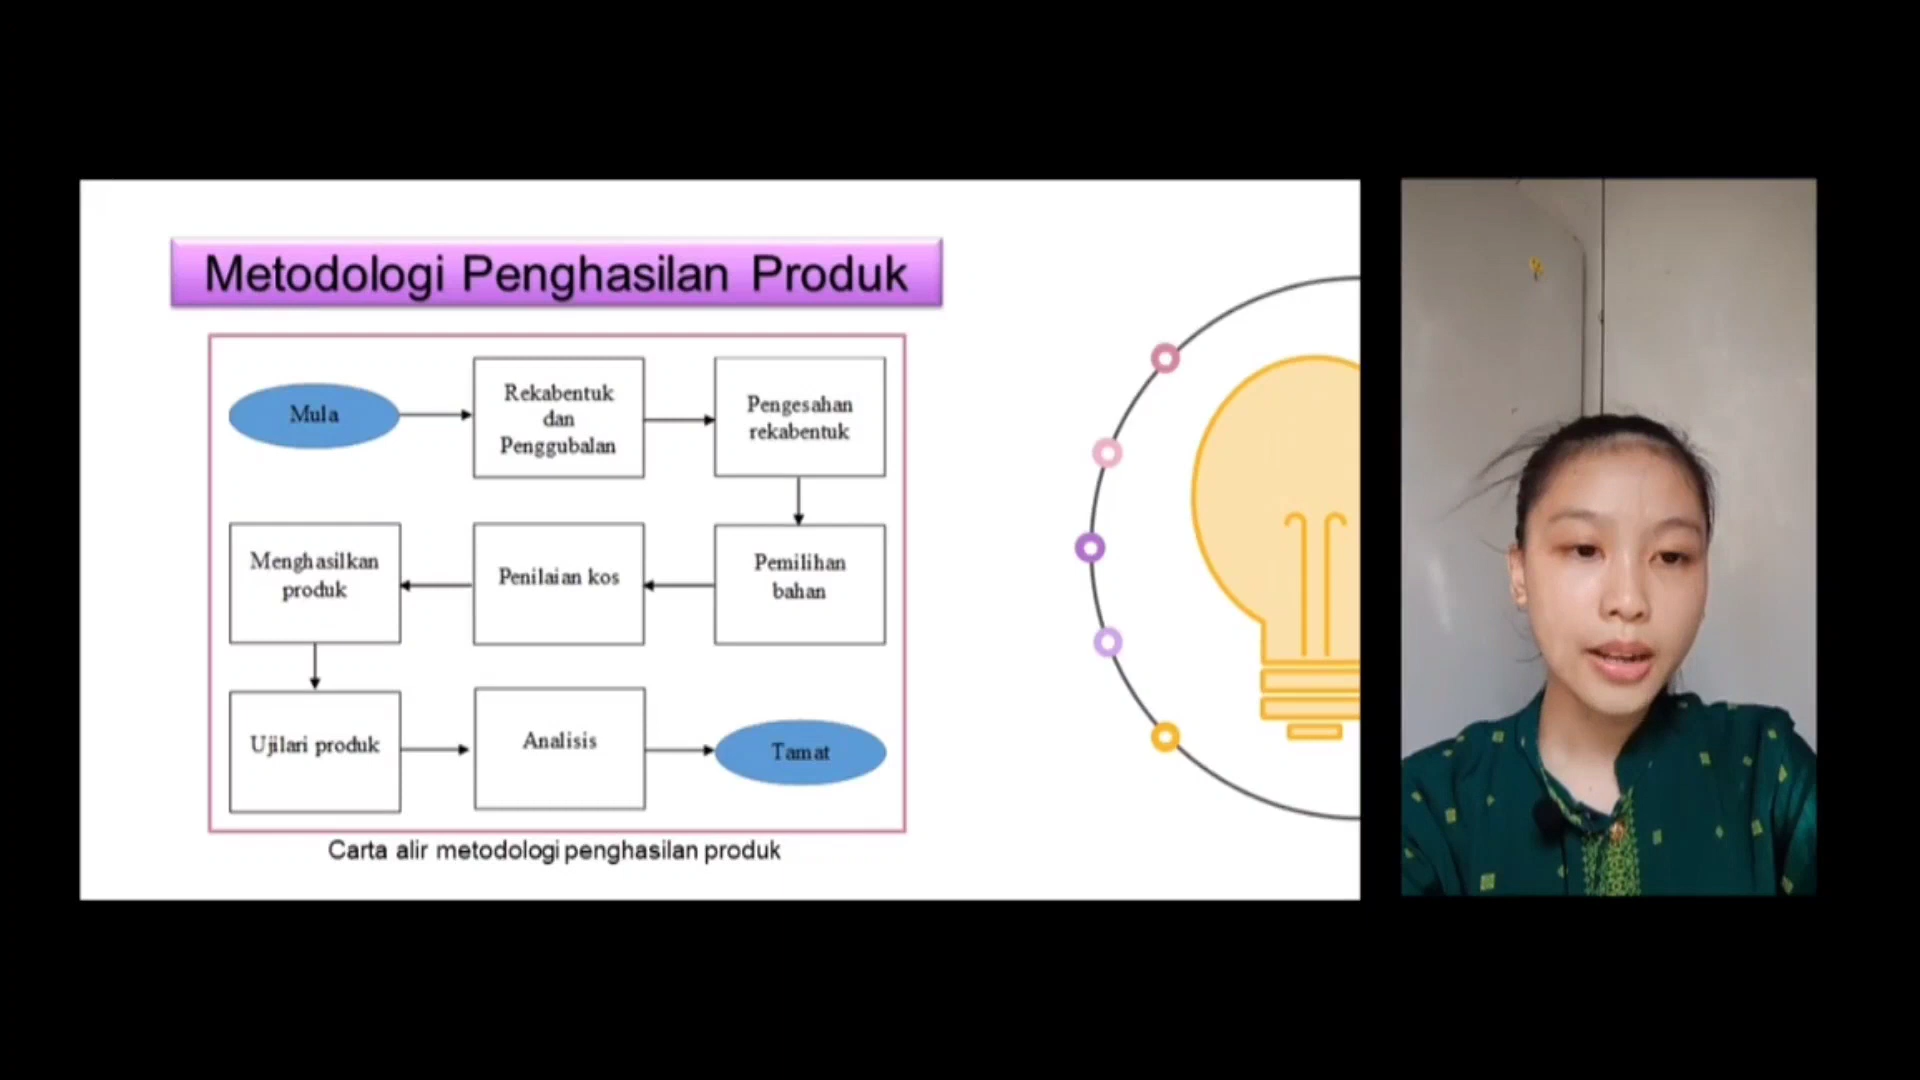 Metodologi Penghasilan Produk
Mula
Rekabentuk
dan
Penggubalan
Pengesahan
rekabentuk
Menghasilkan
produk
Penilaian kos
Pemilihan
bahan
Ujilari produk
Analisis
Tamat
Carta alir metodologi penghasilan produk